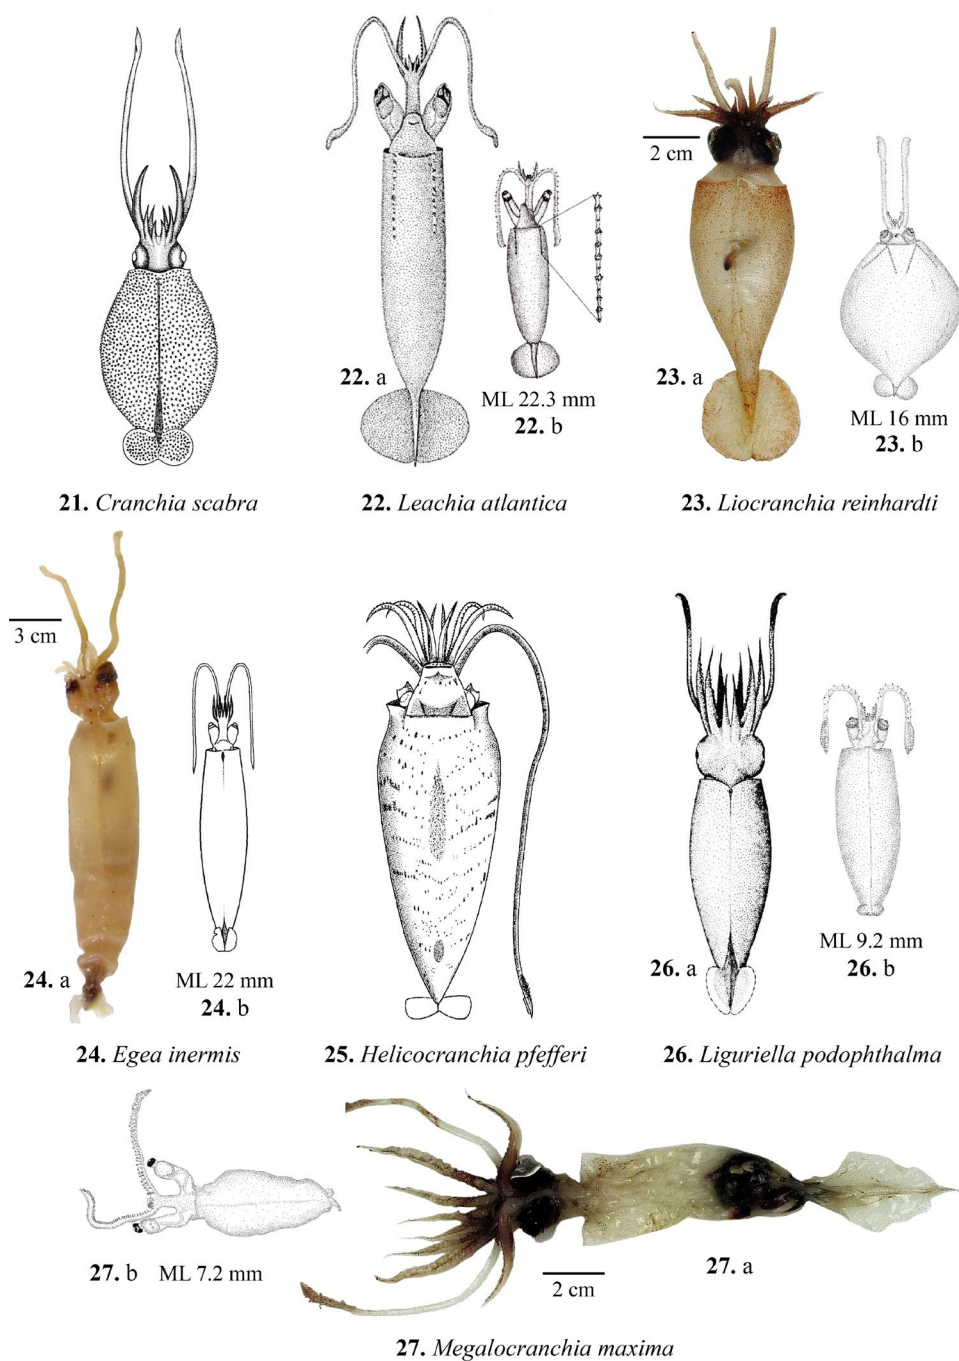 2 cm
22. a
ML 22.3 mm
22. b
23. a
ML 16 mm
23. b
21. Cranchia scabra
22. Leachia atlantica
23. Liocranchia reinhardti
3 cm
24. a
ML 22 mm
24. b
26. a
ML 9.2 mm
26. b
24. Egea inermis
25. Helicocranchia pfefferi
26. Liguriella podophthalma
27. b ML 7.2 mm
2 cm
27. a
27. Megalocranchia maxima